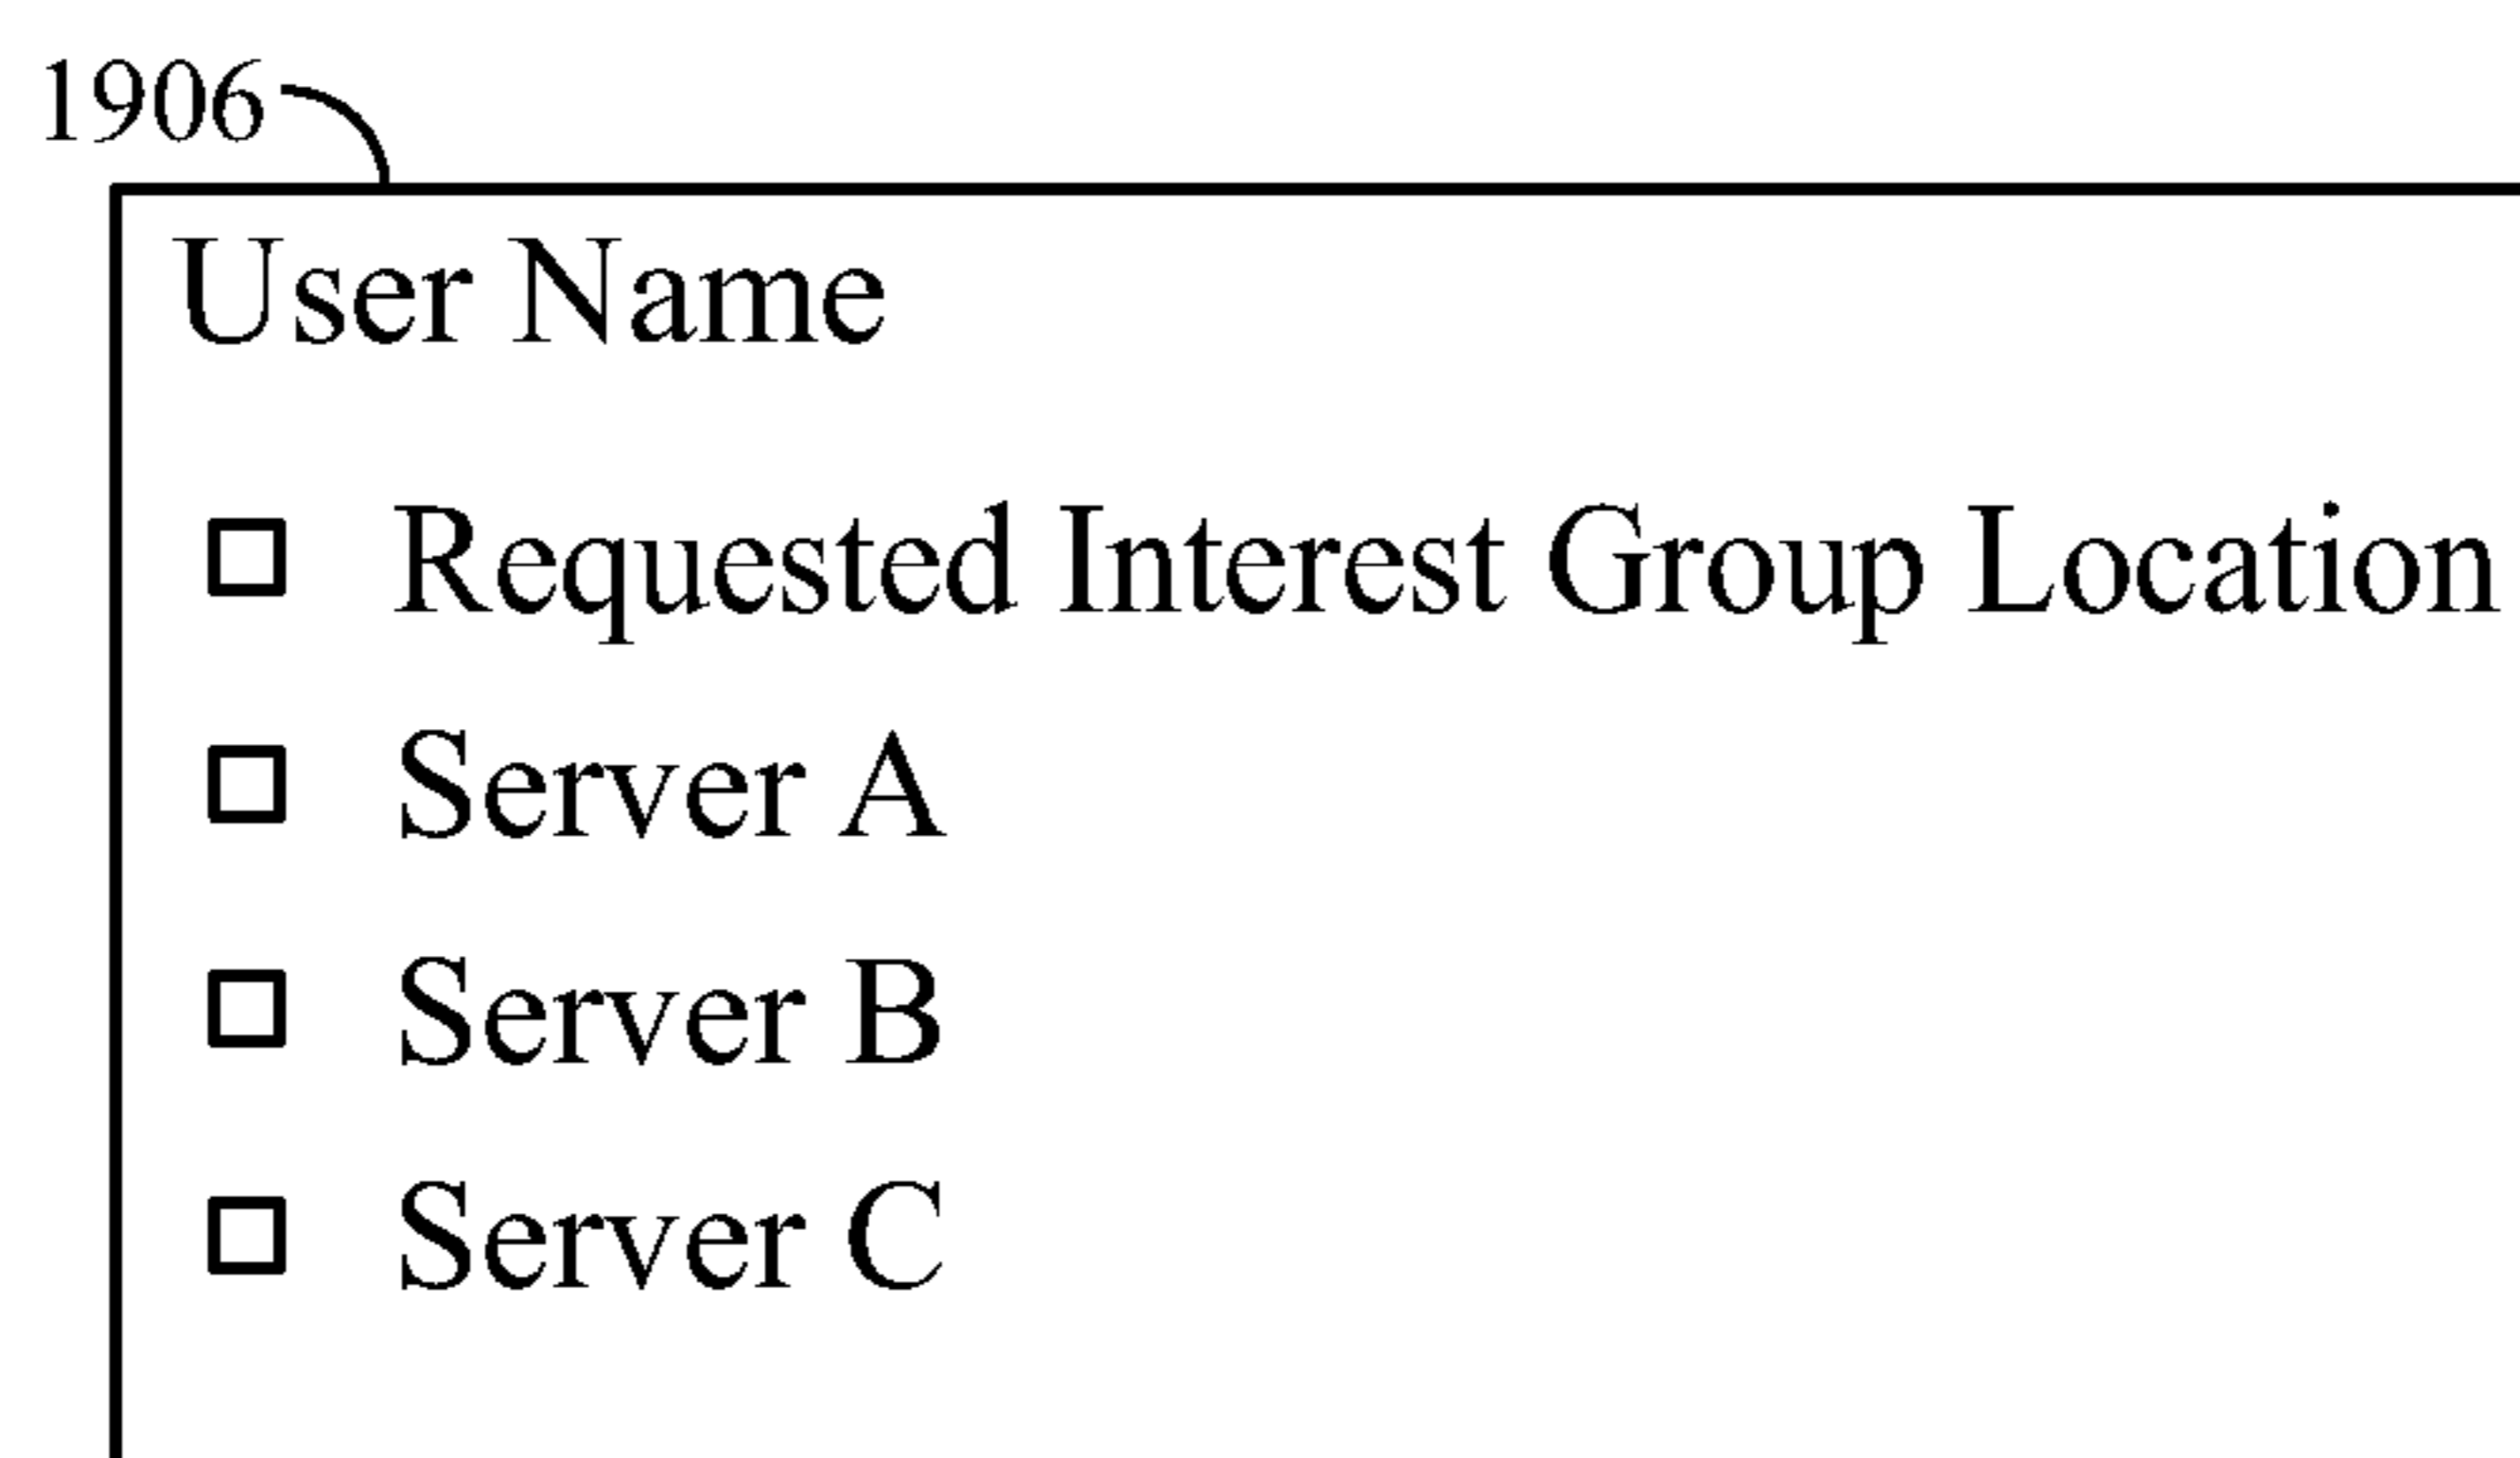 1906
User Name
Requested Interest Group Location
Server A
Server B
Server C